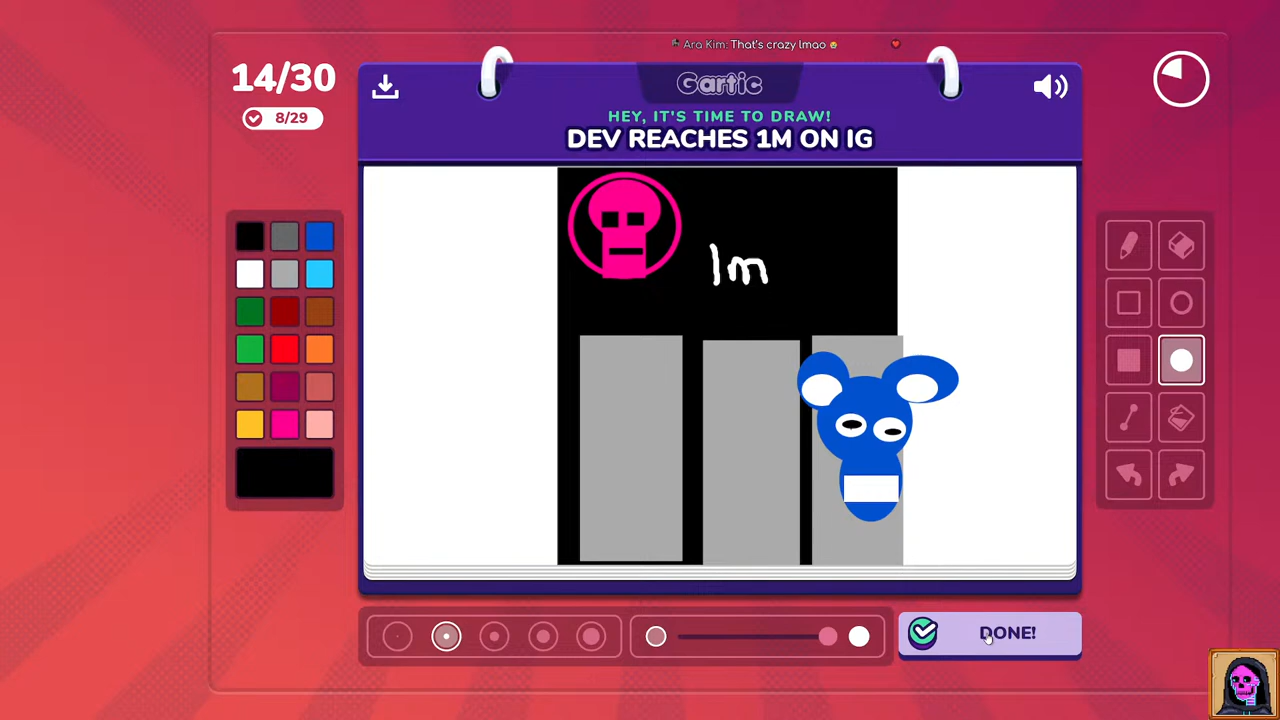 Ara Kim: That's crazy lmao 😭
14/30
8/29
Gartic
HEY, IT'S TIME TO DRAW!
DEV REACHES 1M ON IG
1m
DONE!